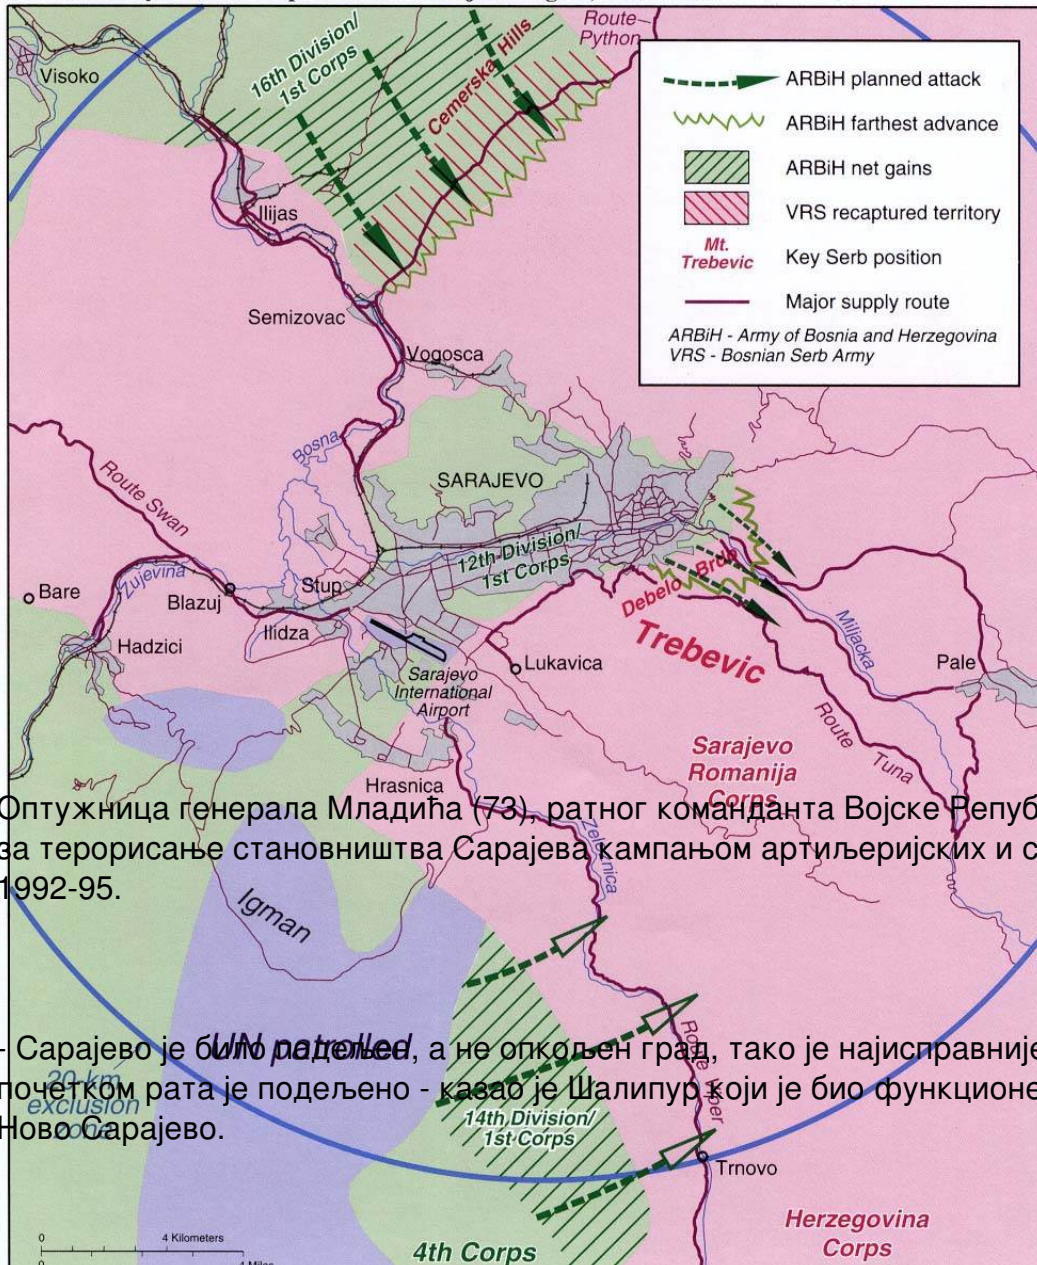 Route
Python
16th Division/
1st Corps
Cemerska Hills
Visoko
ARBiH planned attack
ARBiH farthest advance
ARBiH net gains
VRS recaptured territory
Mt.
Trebevic
Key Serb position
Major supply route
ARBiH - Army of Bosnia and Herzegovina
VRS - Bosnian Serb Army
Ilijas
Semizovac
Vogosca
Bosna
SARAJEVO
Route Swan
12th Division/
1st Corps
Debelo Brdo
Trebevic
Zujevina
Bare
Blazuj
Stup
Ilidza
Hadzici
Sarajevo
International
Airport
Lukavica
Miljacka
Pale
Route Tuna
Sarajevo
Romanija
Corps
Hrasnica
Оптужница генерала Младића (73), ратног команданта Војске Репуб
за терорисање становништва Сарајева кампањом артиљеријских и с
1992-95.
Zeleznica
Igman
UN patrolled
- Сарајево је било подељен, а не опкољен град, тако је најисправније
почетком рата је подељено - казао је Шалипур који је био функционе
Ново Сарајево.
20-km
exclusion
zone
Route Viper
14th Division/
1st Corps
Trnovo
Herzegovina
Corps
4th Corps
0 4 Kilometers
0 4 Miles